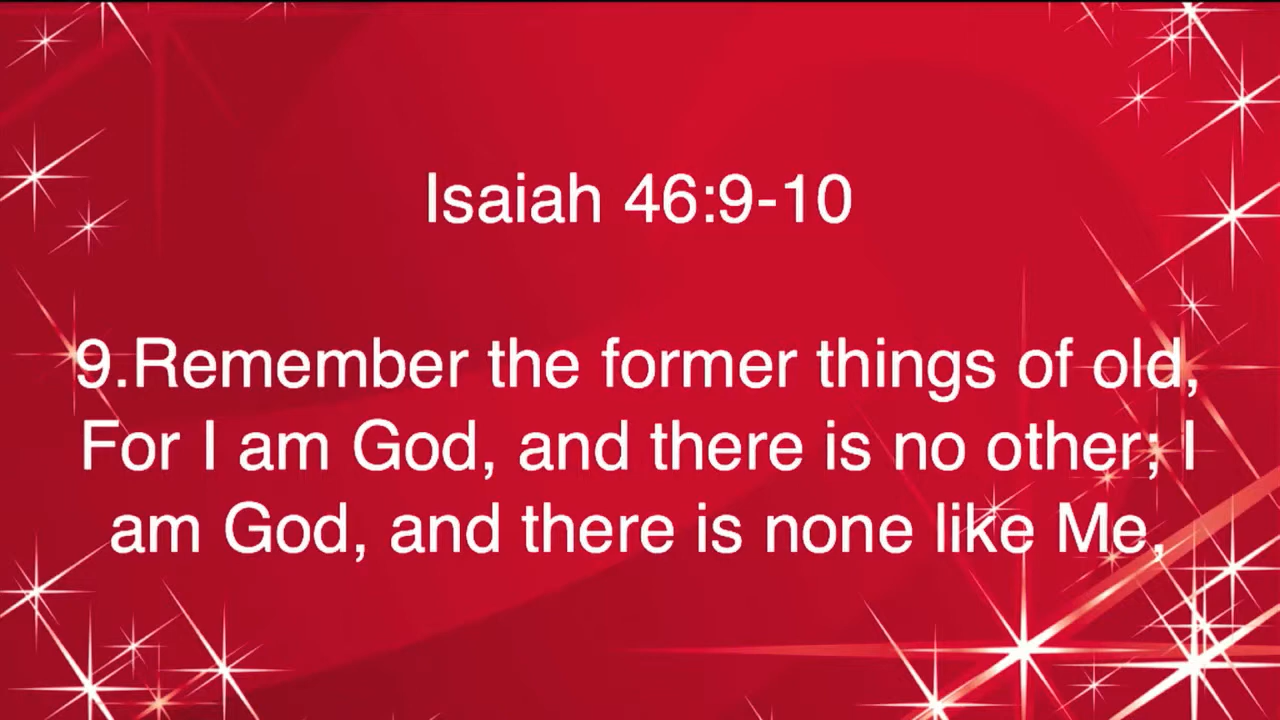 Isaiah 46:9-10
9.Remember the former things of old,
For I am God, and there is no other; I
am God, and there is none like Me,